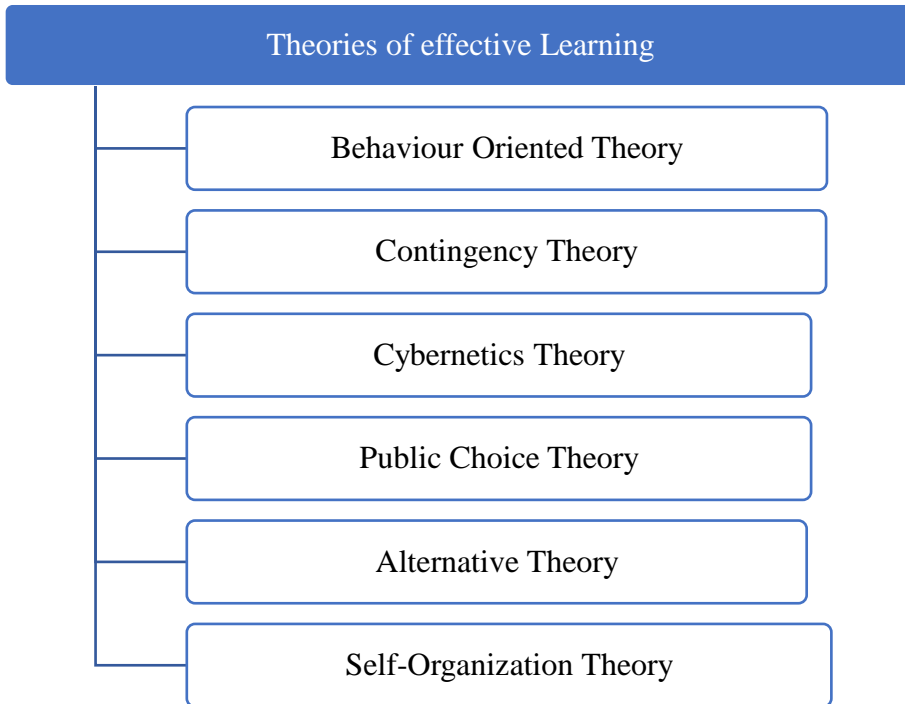 Theories of effective Learning
Behaviour Oriented Theory
Contingency Theory
Cybernetics Theory
Public Choice Theory
Alternative Theory
Self-Organization Theory